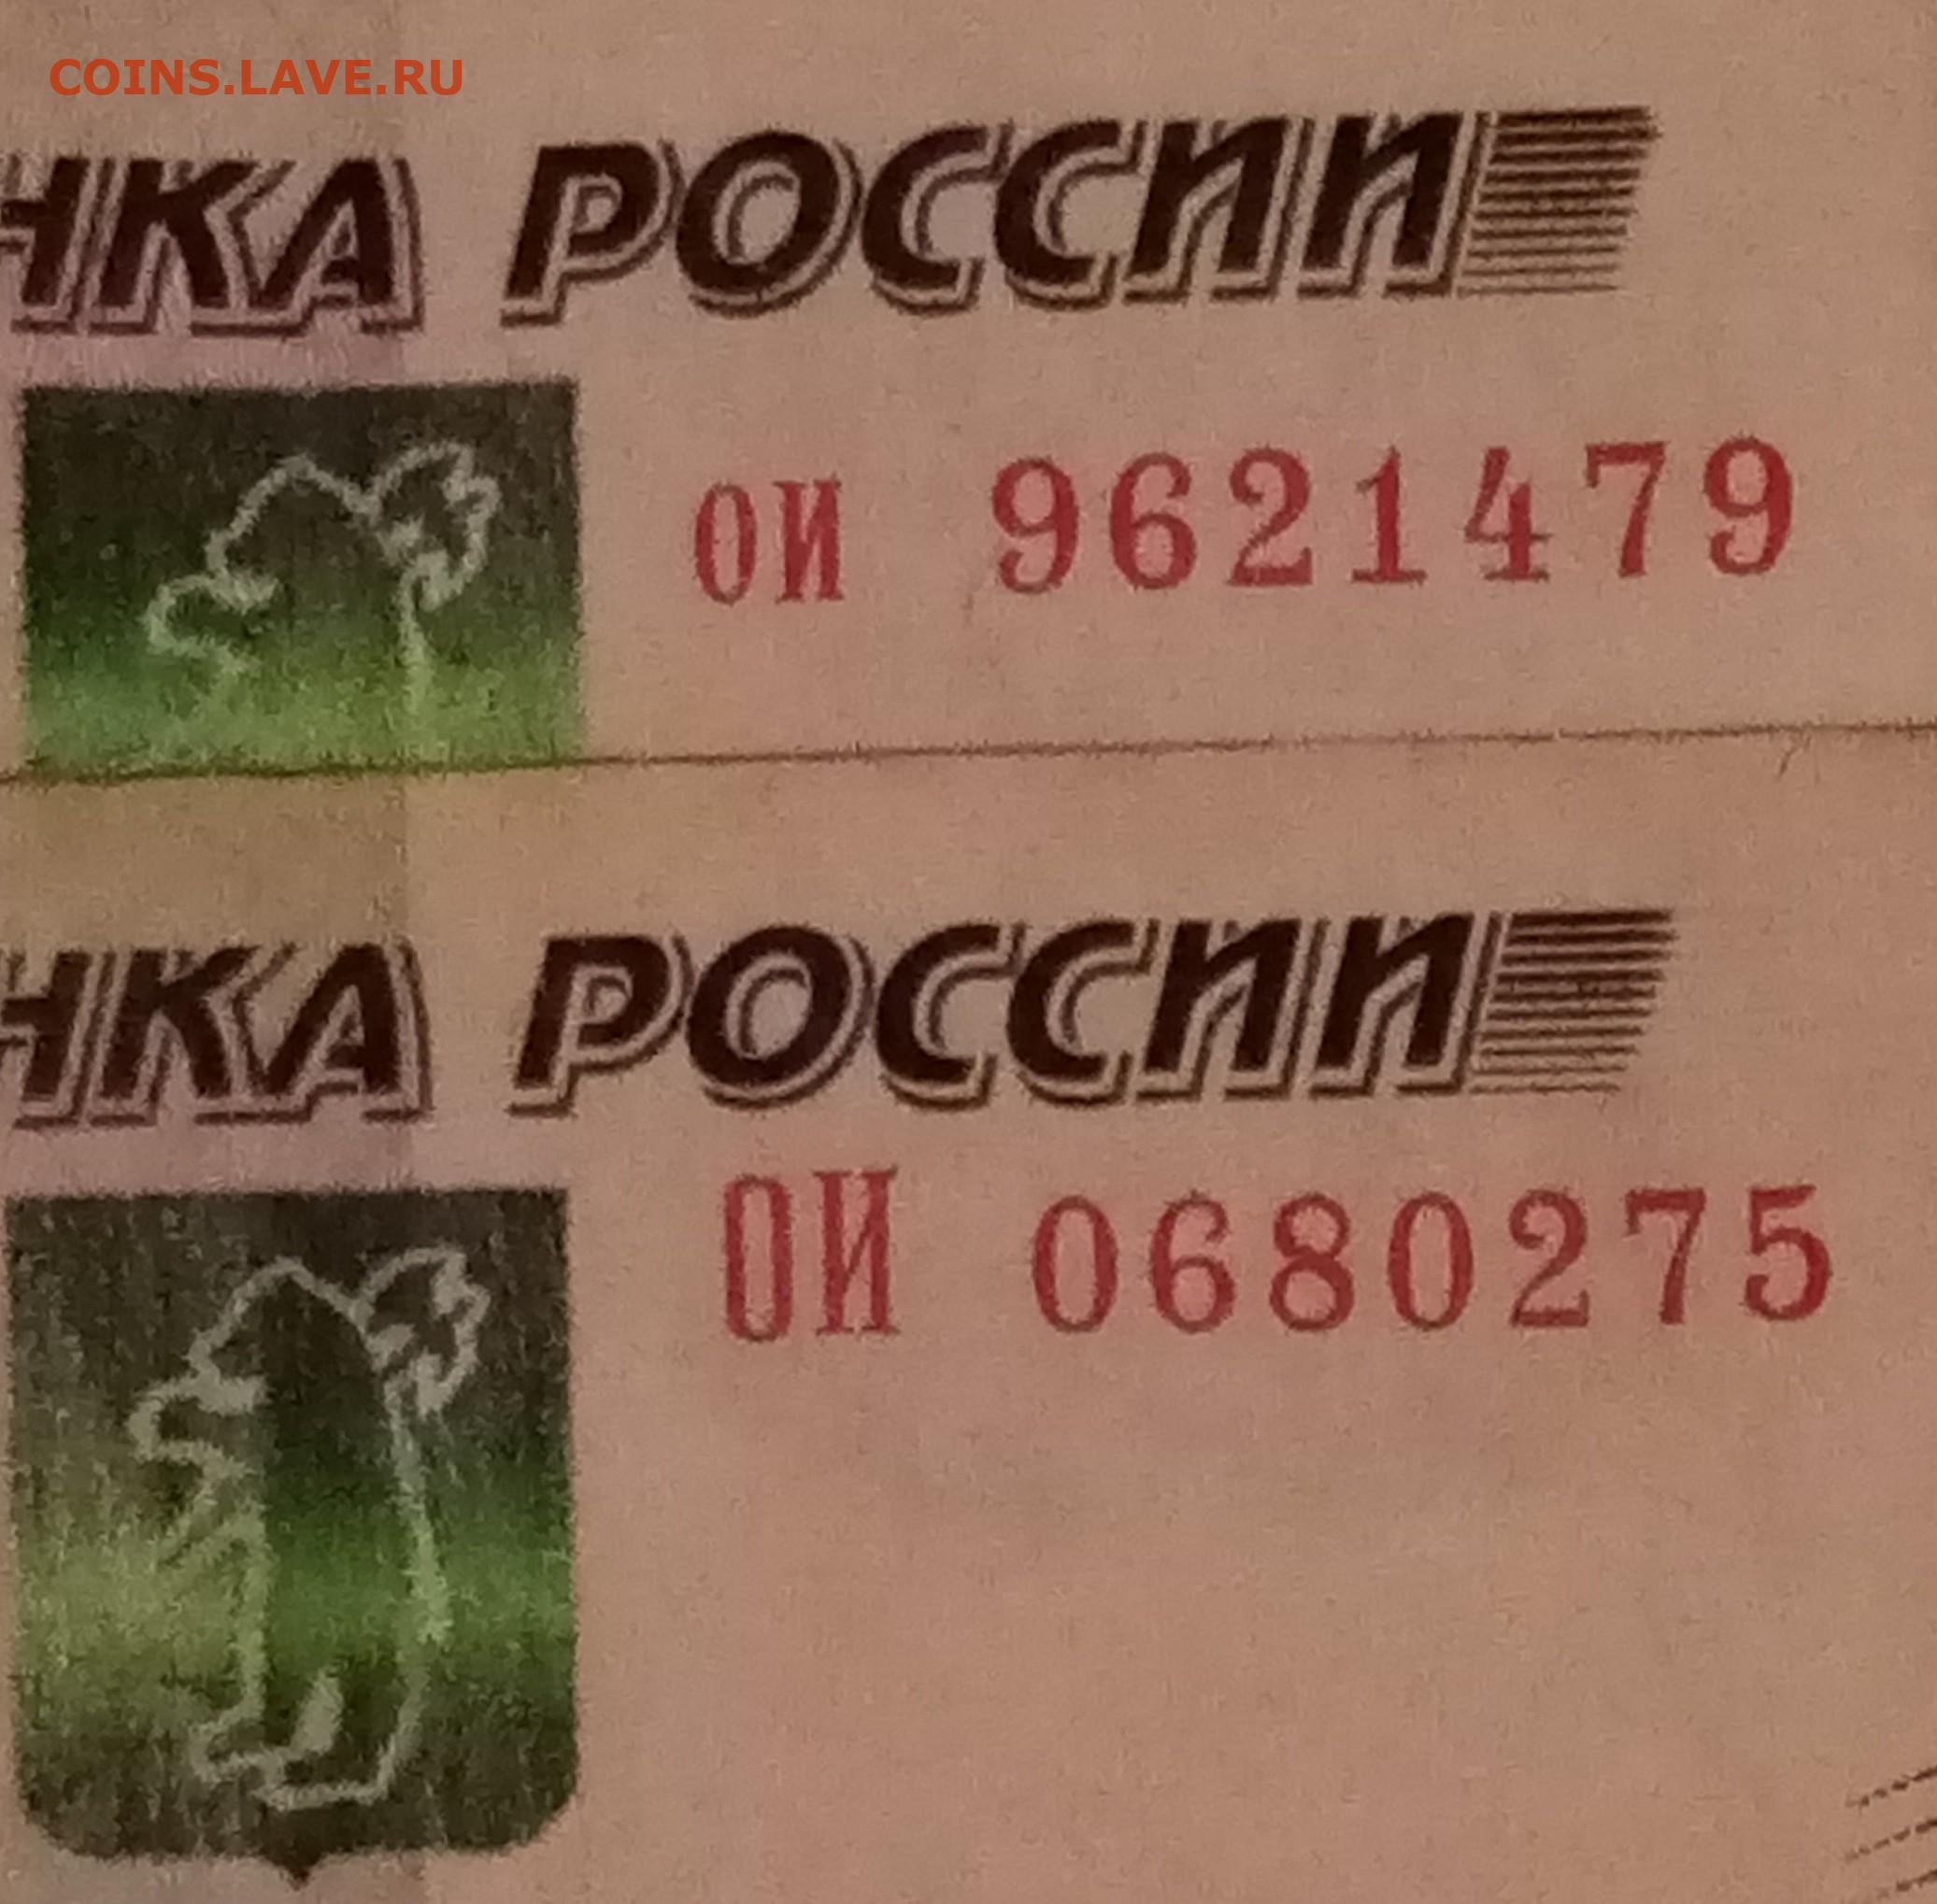 COINS.LAVE.RU
НКА РОССИИ
ОИ 9621479
НКА РОССИИ
ОИ 0680275